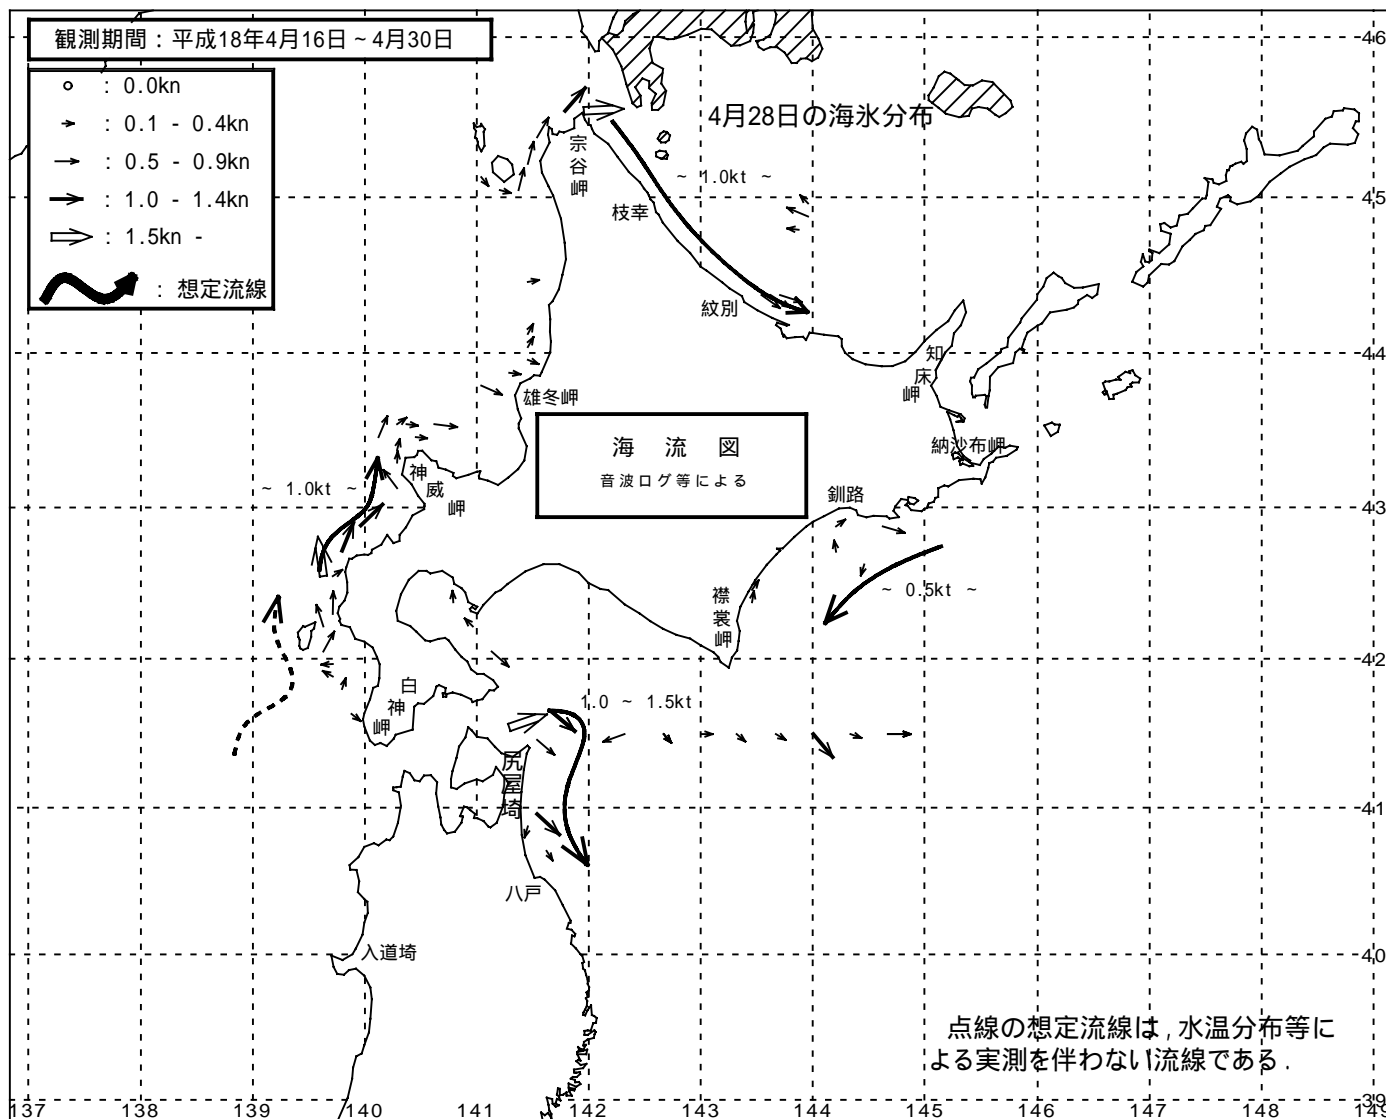 観測期間：平成18年4月16日～4月30日
：0.0kn
：0.1 - 0.4kn
：0.5 - 0.9kn
：1.0 - 1.4kn
：1.5kn -
：想定流線
4月28日の海氷分布
宗谷岬
～ 1.0kt ～
枝幸
紋別
知床岬
雄冬岬
海 流 図
音波ログ等による
納沙布岬
神威岬
～ 1.0kt ～
釧路
～ 0.5kt ～
襟裳岬
白神岬
1.0 ～ 1.5kt
尻屋埼
八戸
入道埼
点線の想定流線は，水温分布等に
よる実測を伴わない流線である．
46
45
44
43
42
41
40
39
137 138 139 140 141 142 143 144 145 146 147 148 149